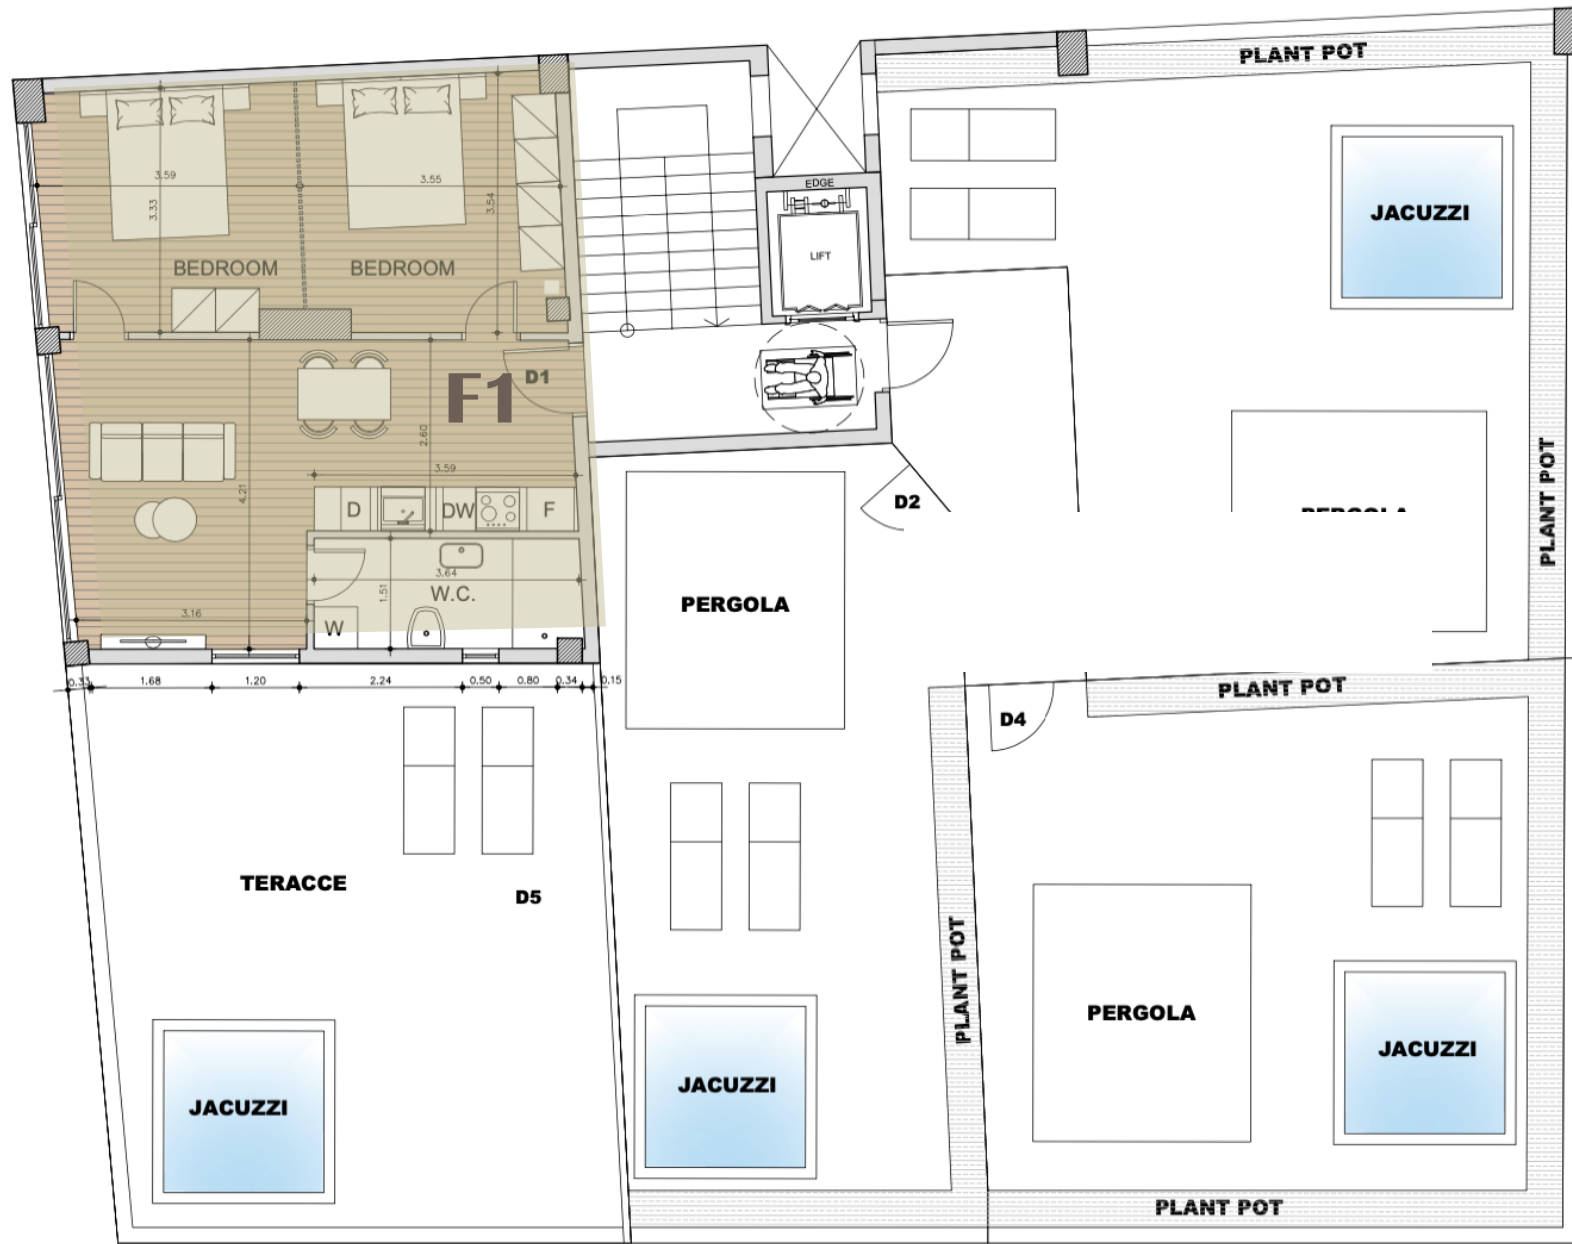 PLANT POT
JACUZZI
EDGE
LIFT
3.59
3.55
3.33
3.54
BEDROOM
BEDROOM
F1
D1
2.60
3.59
4.21
D
DW
F
D2
PERGOLA
PLANT POT
3.64
1.51
W.C.
3.16
W
PERGOLA
0.33
1.68
1.20
2.24
0.50
0.80
0.34
0.15
PLANT POT
D4
TERACCE
D5
PLANT POT
PERGOLA
JACUZZI
JACUZZI
JACUZZI
PLANT POT